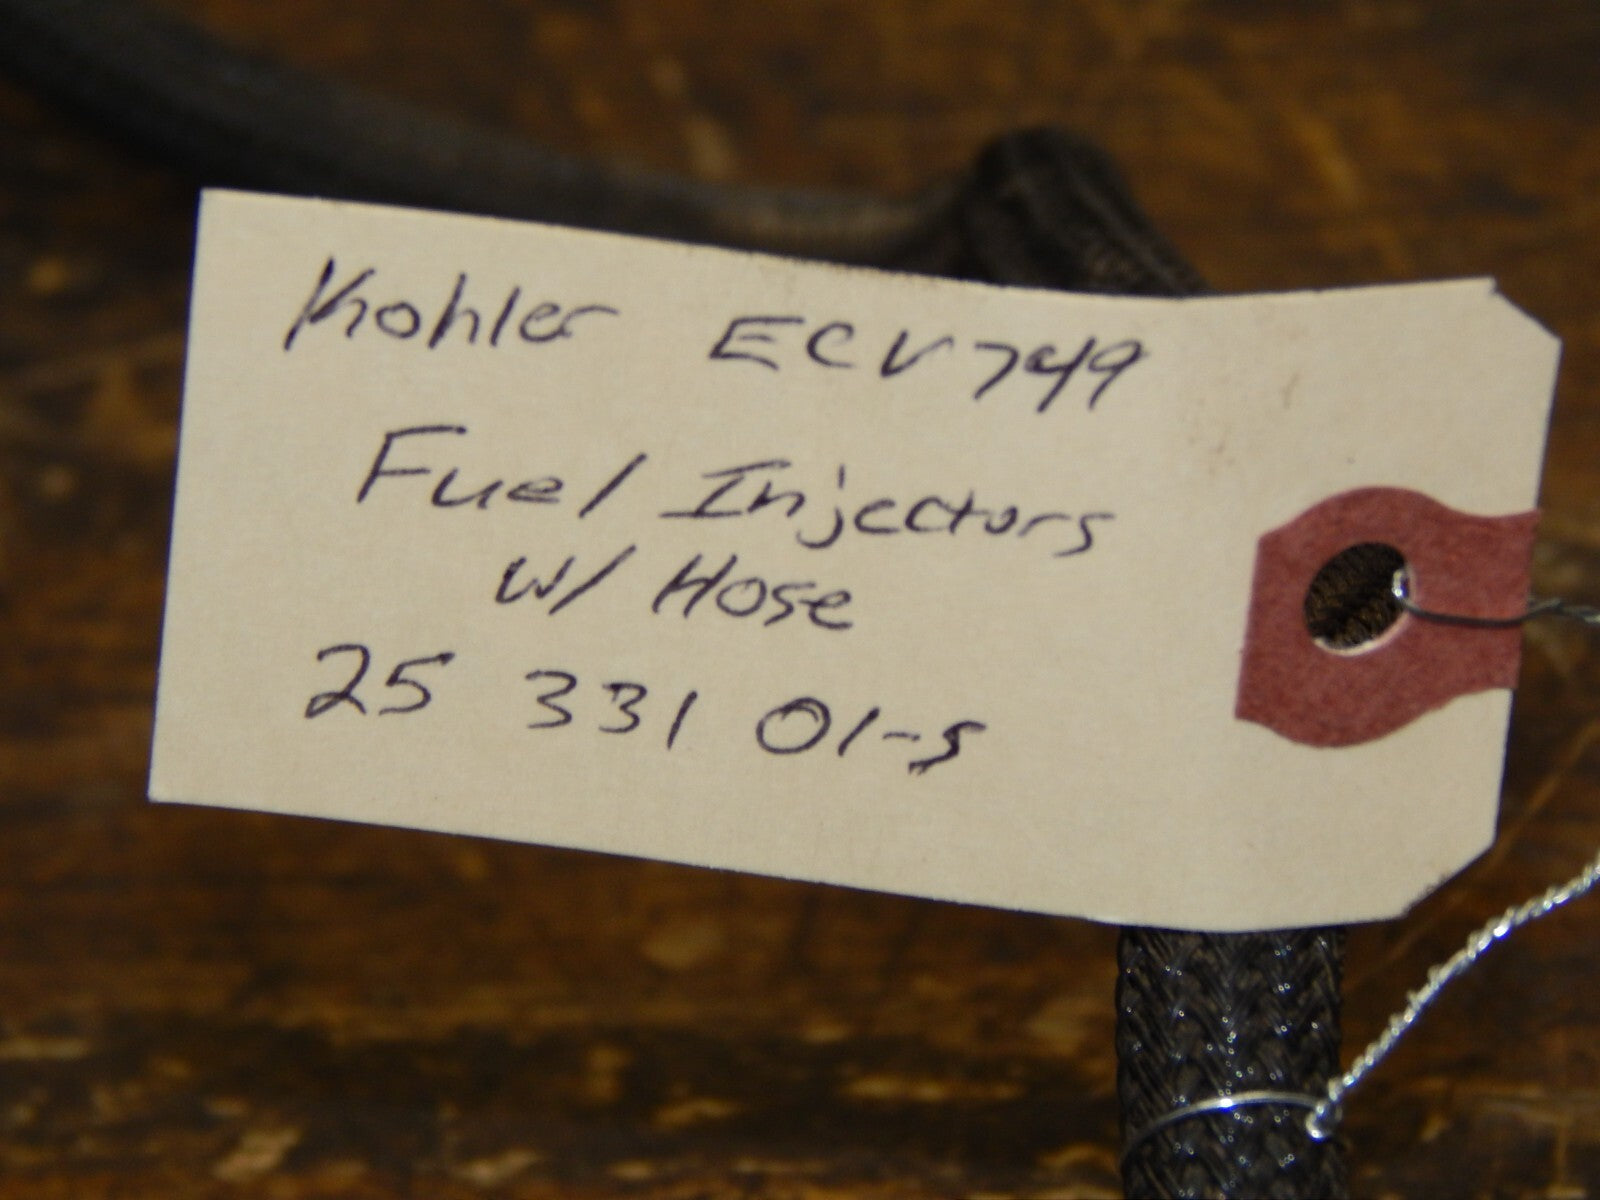 Kohler ECV749
Fuel Injectors
w/ Hose
25 331 01-s